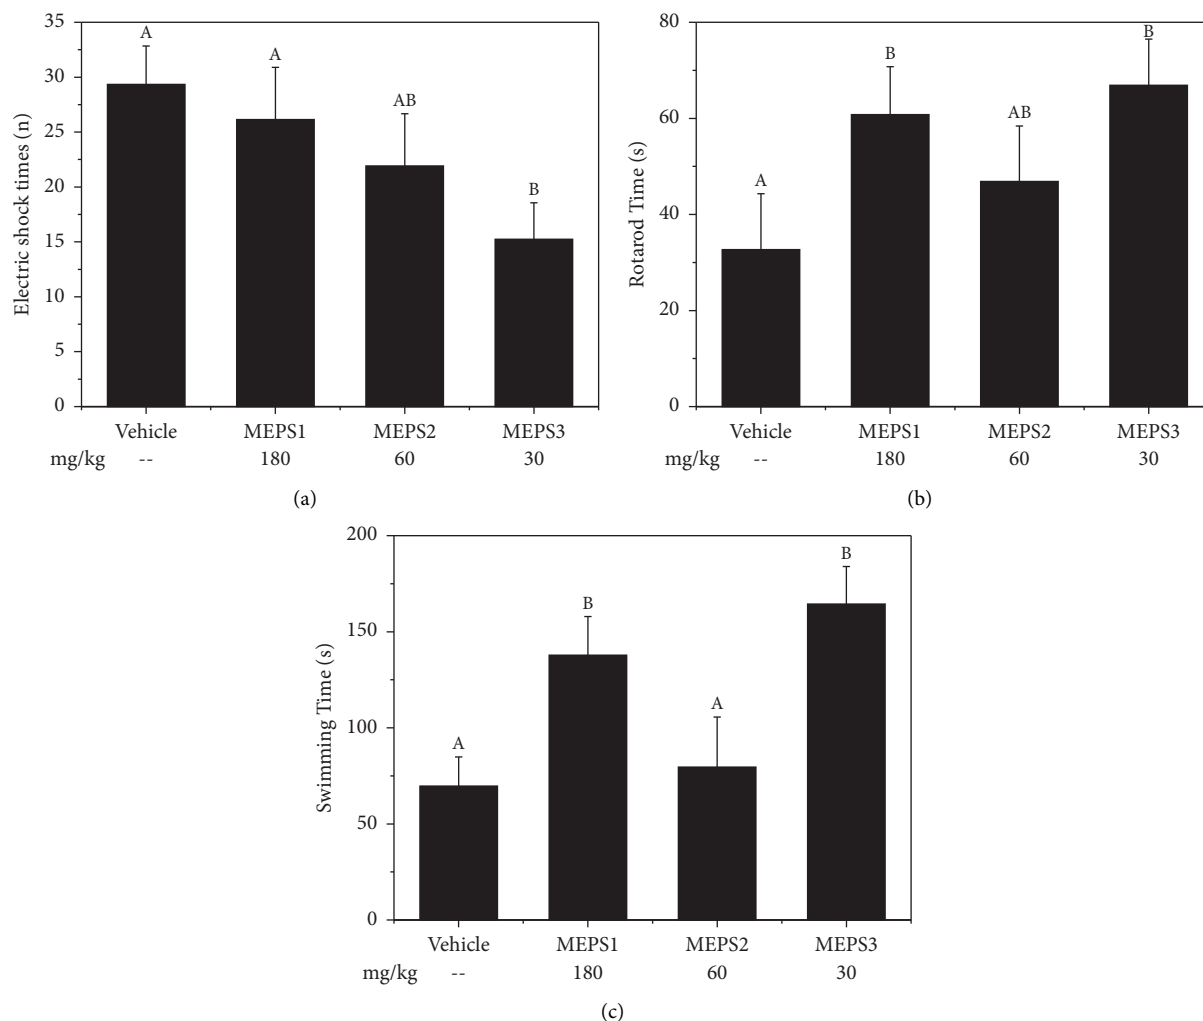 35
30
25
20
15
10
5
0
Electric shock times (n)
A
A
AB
B
Vehicle MEPS1 MEPS2 MEPS3
mg/kg -- 180 60 30
(a)
80
60
40
20
0
Rotarod Time (s)
A
B
AB
B
Vehicle MEPS1 MEPS2 MEPS3
mg/kg -- 180 60 30
(b)
200
150
100
50
0
Swimming Time (s)
A
B
A
B
Vehicle MEPS1 MEPS2 MEPS3
mg/kg -- 180 60 30
(c)